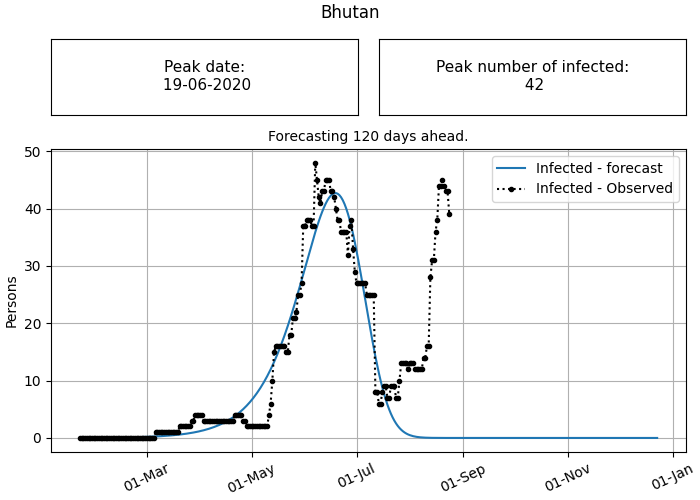 Bhutan
Peak date:
19-06-2020
Peak number of infected:
42
Forecasting 120 days ahead.
Infected - forecast
Infected - Observed
Persons
50
40
30
20
10
0
01-Mar
01-May
01-Jul
01-Sep
01-Nov
01-Jan